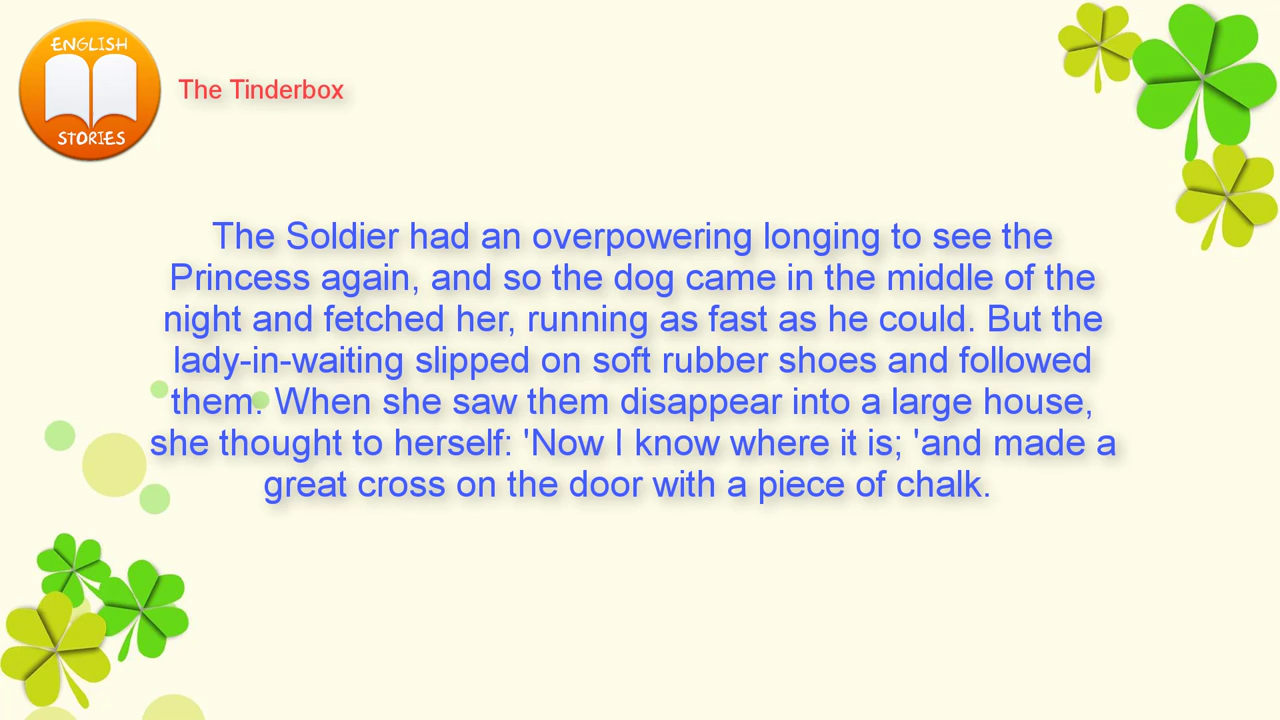 ENGLISH
STORIES
The Tinderbox
The Soldier had an overpowering longing to see the
Princess again, and so the dog came in the middle of the
night and fetched her, running as fast as he could. But the
lady-in-waiting slipped on soft rubber shoes and followed
them. When she saw them disappear into a large house,
she thought to herself: 'Now I know where it is; 'and made a
great cross on the door with a piece of chalk.